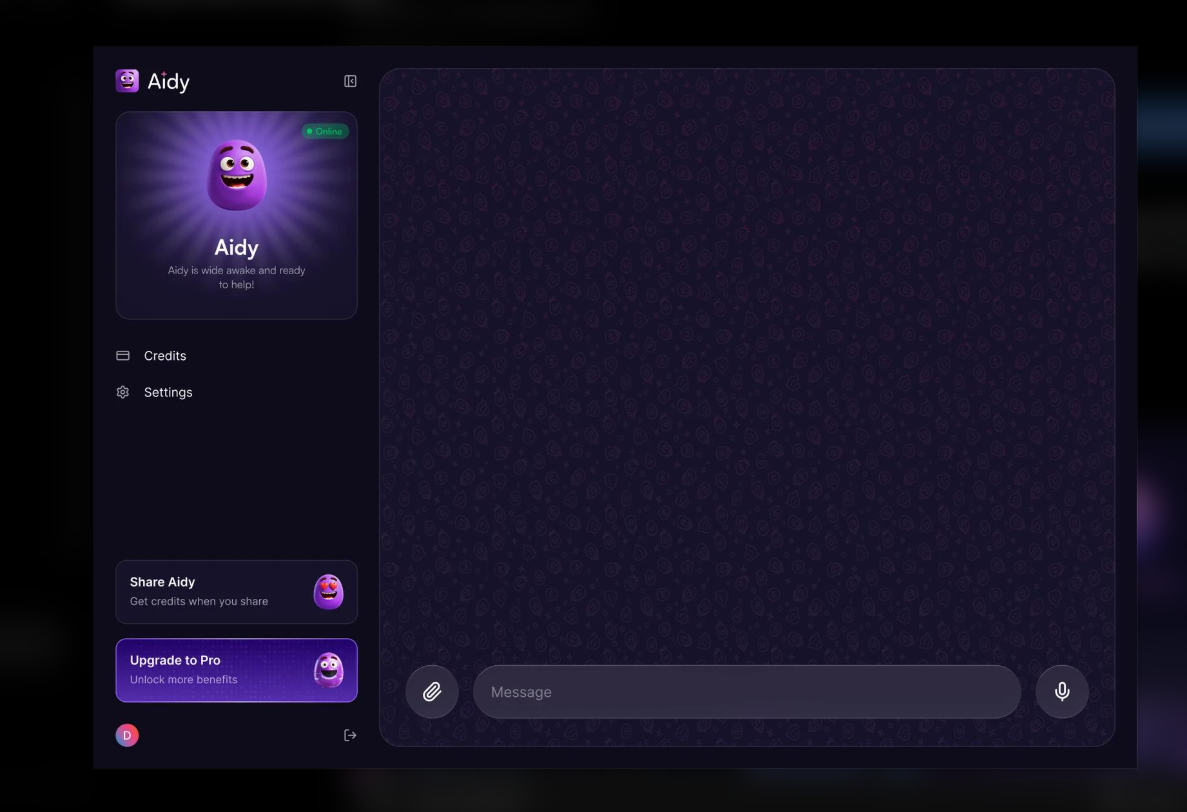 Aidy
Online
Aidy
Aidy is wide awake and ready
to help!
Credits
Settings
Share Aidy
Get credits when you share
Upgrade to Pro
Unlock more benefits
D
Message